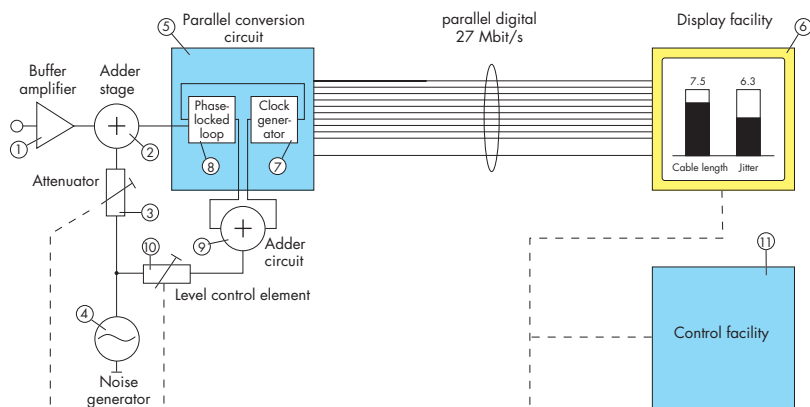 Parallel conversion
circuit
5
parallel digital
27 Mbit/s
Display facility
6
Buffer
amplifier
Adder
stage
1
2
Phase-
locked
loop
8
Clock
gener-
ator
7
7.5
6.3
Cable length
Jitter
Attenuator
3
9
Adder
circuit
10
Level control element
11
Control facility
4
Noise
generator